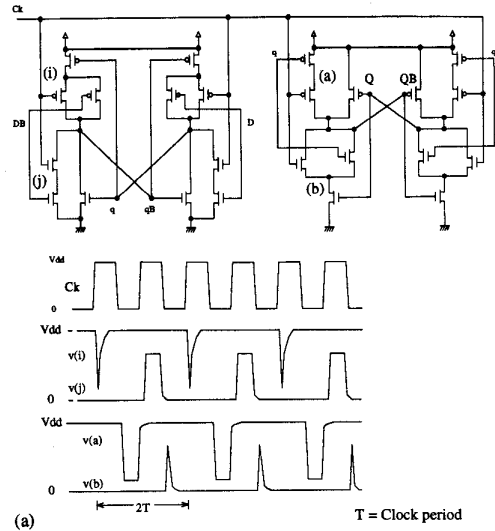 Ck
(i)
(a)
q
Q
QB
q
DB
D
(j)
(b)
q
qB
Vdd
Ck
0
Vdd
v(i)
v(j)
0
Vdd
v(a)
v(b)
0
2T
(a)
T = Clock period